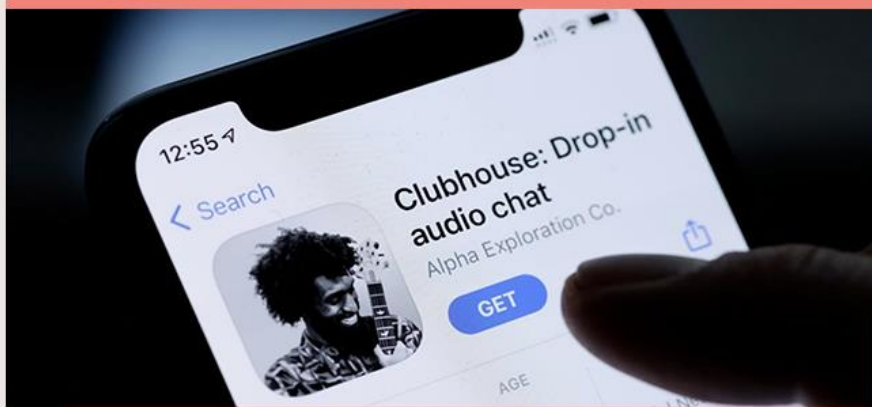 12:55
Search
Clubhouse: Drop-in
audio chat
Alpha Exploration Co.
GET
AGE